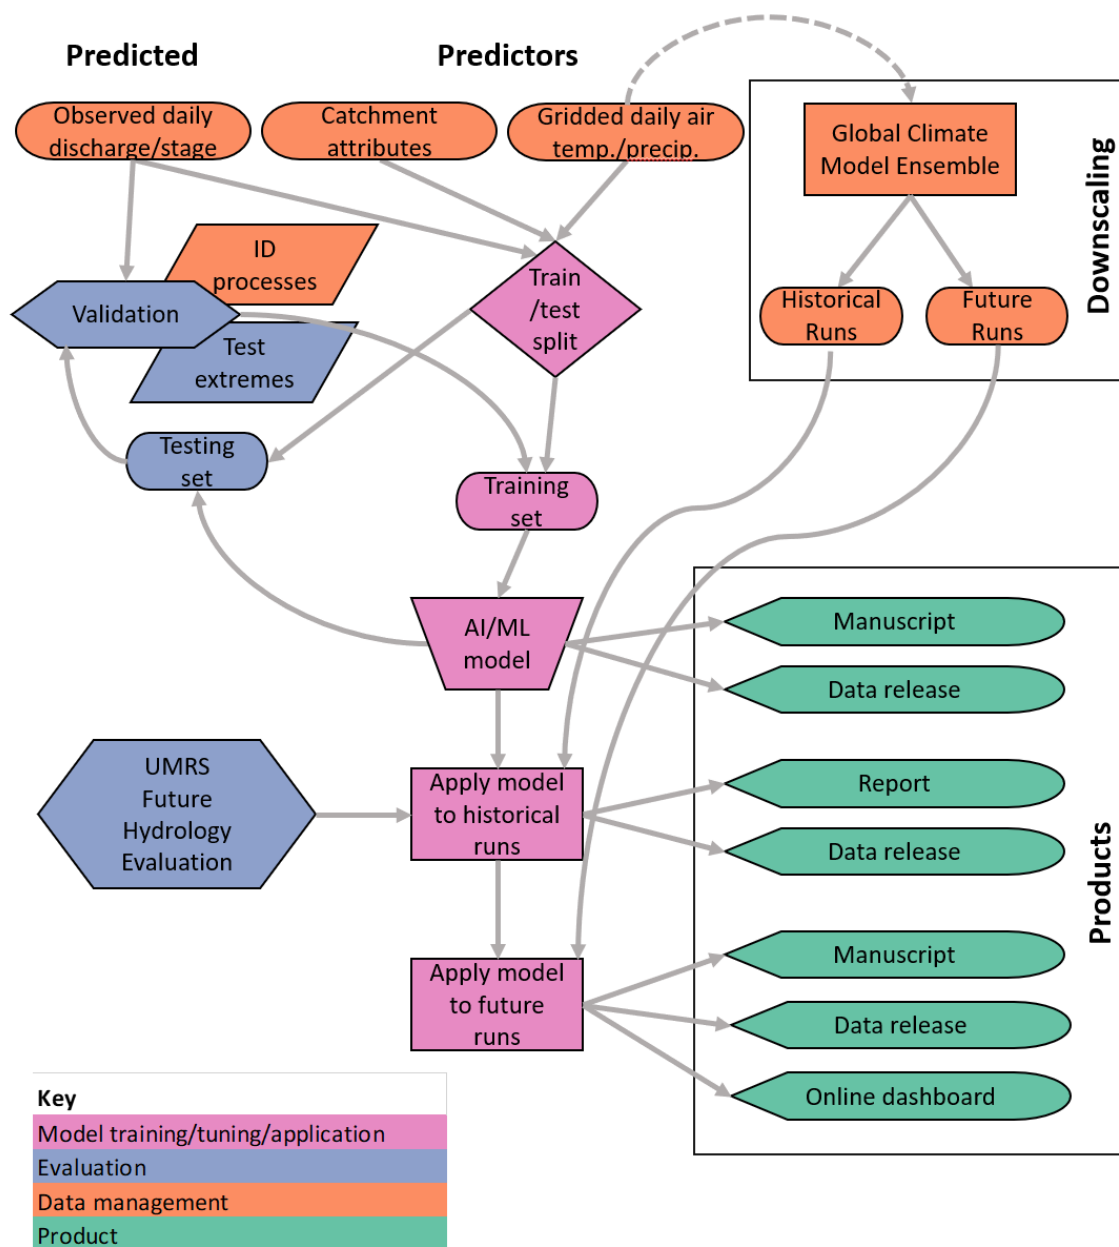 Predicted
Predictors
Observed daily
discharge/stage
Catchment
attributes
Gridded daily air
temp./precip.
Global Climate
Model Ensemble
Downscaling
Historical
Runs
Future
Runs
ID
processes
Validation
Test
extremes
Train
/test
split
Testing
set
Training
set
AI/ML
model
UMRS
Future
Hydrology
Evaluation
Apply model
to historical
runs
Apply model
to future
runs
Manuscript
Data release
Report
Data release
Manuscript
Data release
Online dashboard
Products
Key
Model training/tuning/application
Evaluation
Data management
Product